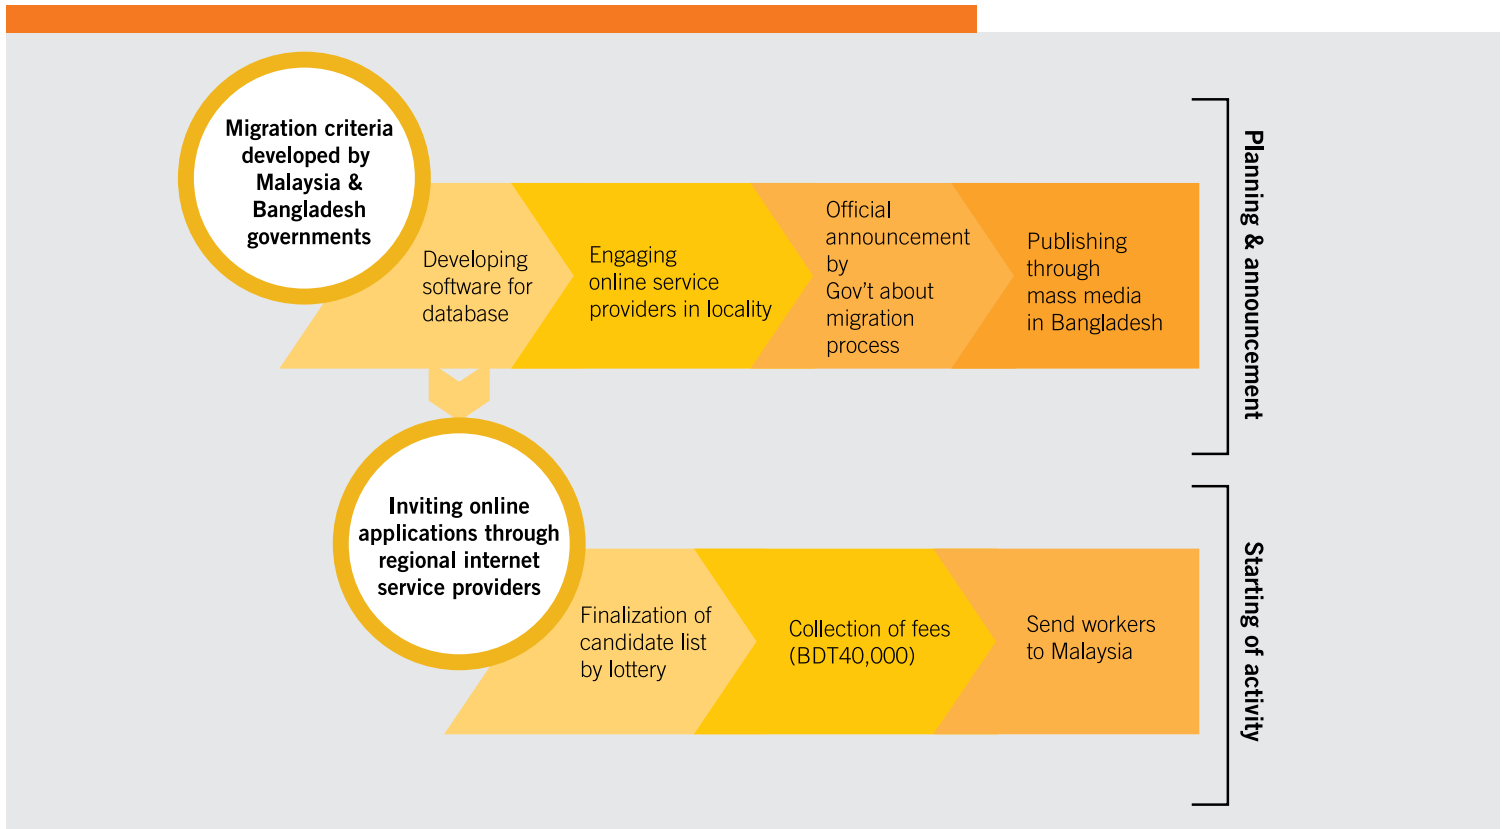 Migration criteria
developed by
Malaysia &
Bangladesh
governments
Developing
software for
database
Engaging
online service
providers in locality
Official
announcement
by
Gov't about
migration
process
Publishing
through
mass media
in Bangladesh
Planning & announcement
Inviting online
applications through
regional internet
service providers
Finalization of
candidate list
by lottery
Collection of fees
(BDT40,000)
Send workers
to Malaysia
Starting of activity